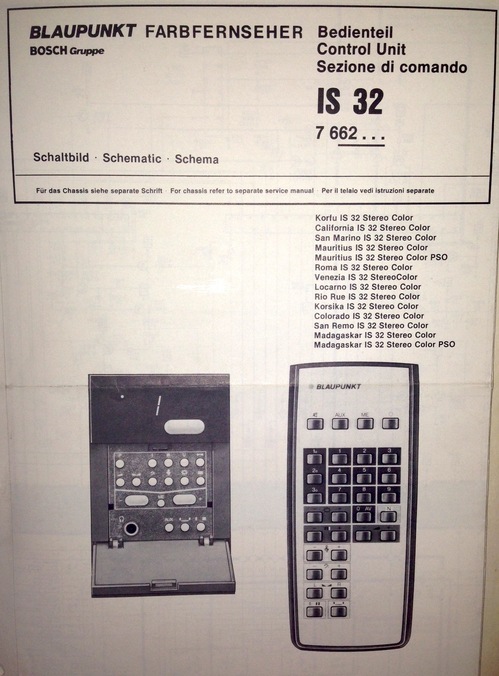 BLAUPUNKT FARBFERNSEHER
BOSCH Gruppe
Bedienteil
Control Unit
Sezione di comando
IS 32
7 662 . . .
Schaltbild · Schematic · Schema
Für das Chassis siehe separate Schrift · For chassis refer to separate service manual · Per il telaio vedi istruzioni separate
Korfu IS 32 Stereo Color
California IS 32 Stereo Color
San Marino IS 32 Stereo Color
Mauritius IS 32 Stereo Color
Mauritius IS 32 Stereo Color PSO
Roma IS 32 Stereo Color
Venezia IS 32 StereoColor
Locarno IS 32 Stereo Color
Rio Rue IS 32 Stereo Color
Korsika IS 32 Stereo Color
Colorado IS 32 Stereo Color
San Remo IS 32 Stereo Color
Madagaskar IS 32 Stereo Color
Madagaskar IS 32 Stereo Color PSO
BLAUPUNKT
AUX ME
AV